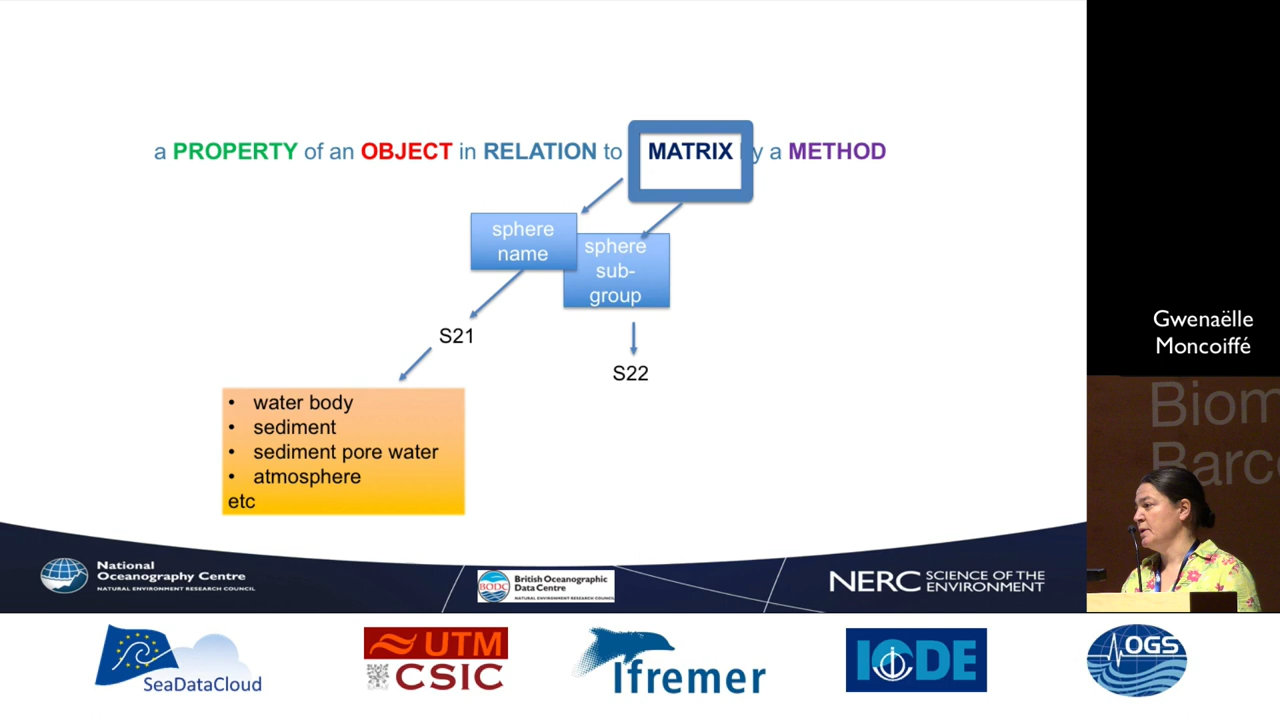 a PROPERTY of an OBJECT in RELATION to MATRIX y a METHOD
sphere
name
sphere
sub-
group
S21
S22
• water body
• sediment
• sediment pore water
• atmosphere
etc
Gwenaëlle
Moncoiffé
Biom
Barc
National
Oceanography Centre
NATURAL ENVIRONMENT RESEARCH COUNCIL
BODC
British Oceanographic
Data Centre
NATURAL ENVIRONMENT RESEARCH COUNCIL
NERC SCIENCE OF THE
ENVIRONMENT
SeaDataCloud
UTM
CSIC
Ifremer
IODE
OGS